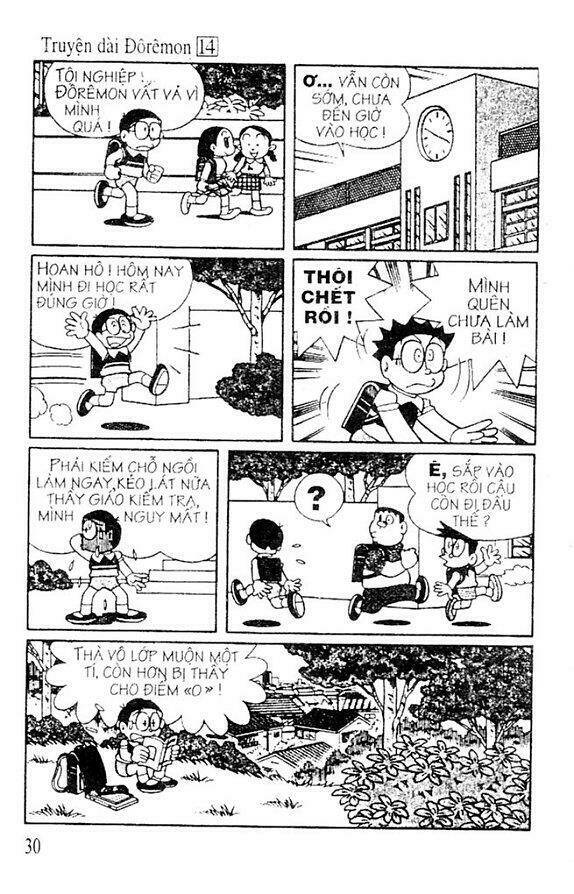 Truyện dài Đôrêmon 14
TỘI NGHIỆP !
ĐÔRÊMON VẤT VẢ VÌ
MÌNH
QUÁ !
Ơ... VẪN CÒN
SỚM, CHƯA
ĐẾN GIỜ
VÀO HỌC !
HOAN HÔ ! HÔM NAY
MÌNH ĐI HỌC RẤT
ĐÚNG GIỜ !
THÔI
CHẾT
RỒI !
MÌNH
QUÊN
CHƯA LÀM
BÀI !
PHẢI KIẾM CHỖ NGỒI
LÀM NGAY, KẺO LÁT NỮA
THẦY GIÁO KIỂM TRA,
MÌNH NGUY MẤT !
?
Ê, SẮP VÀO
HỌC RỒI CẬU
CÒN ĐI ĐÂU
THẾ ?
THÀ VÔ LỚP MUỘN MỘT
TÍ, CÒN HƠN BỊ THẦY
CHO ĐIỂM «O» !
30